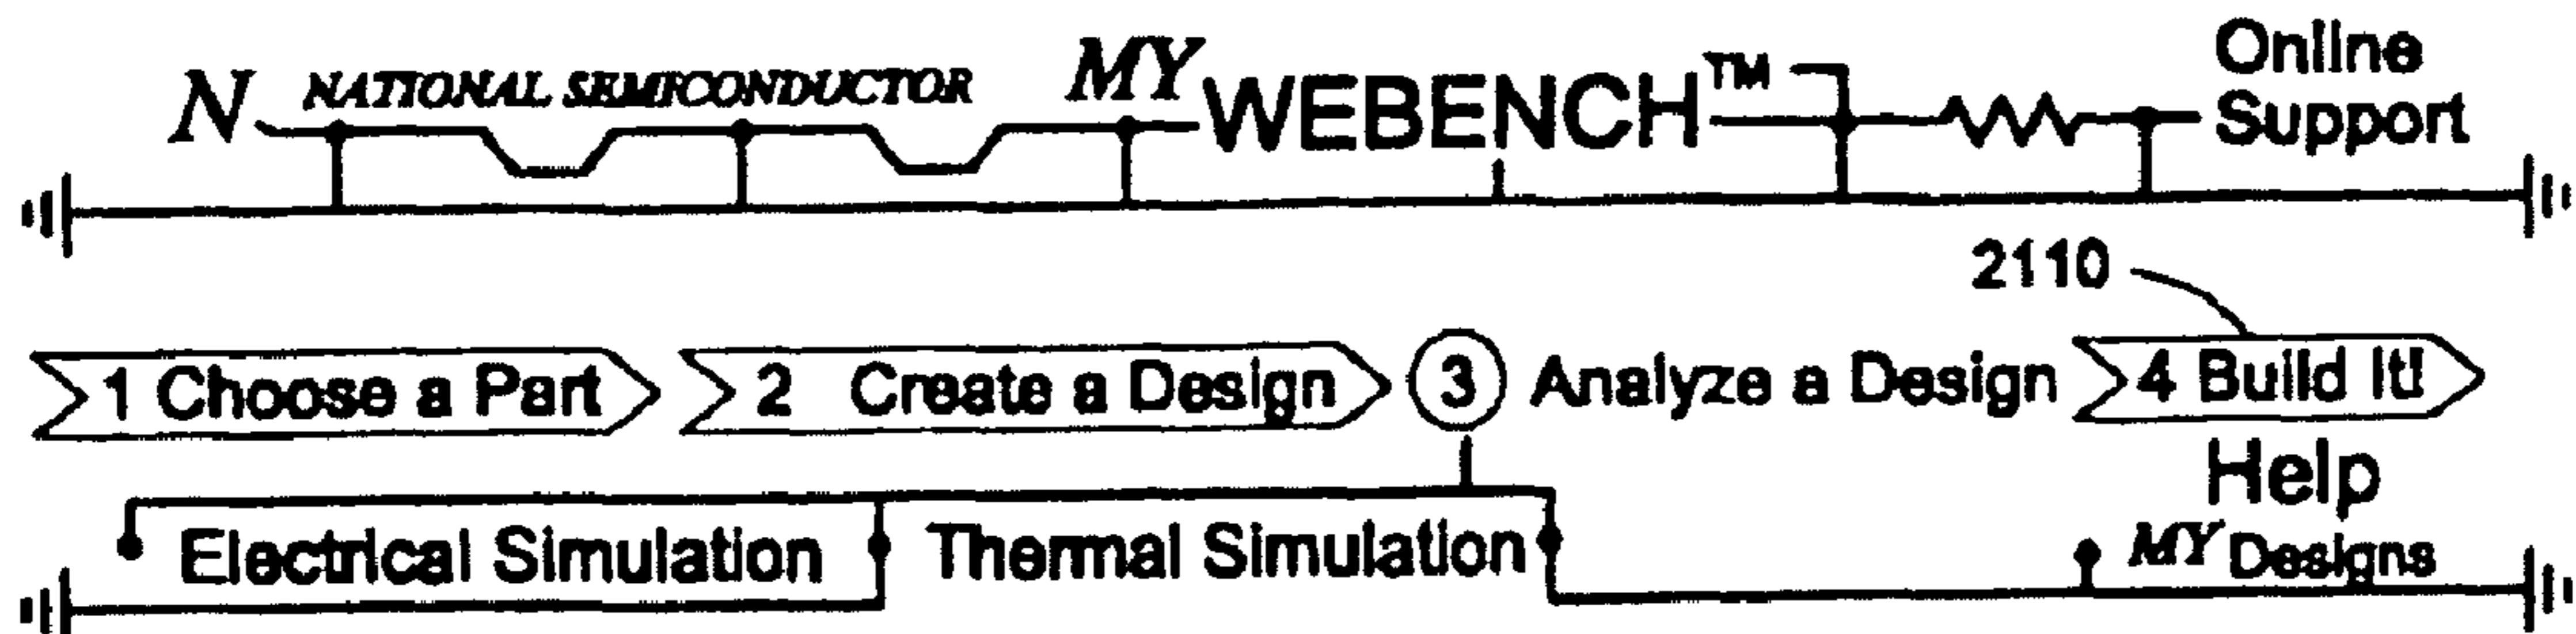 N NATIONAL SEMICONDUCTOR MY WEBENCH™ Online Support
2110
1 Choose a Part 2 Create a Design 3 Analyze a Design 4 Build It!
Help
Electrical Simulation Thermal Simulation MY Designs